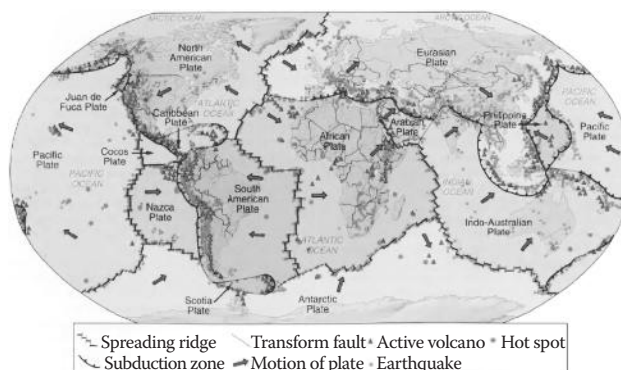 ARCTIC OCEAN
ARCTIC OCEAN
North
American
Plate
Eurasian
Plate
Juan de
Fuca Plate
ATLANTIC
OCEAN
Caribbean
Plate
African
Plate
Arabian
Plate
Philippine
Plate
Pacific
Plate
Cocos
Plate
Pacific
Plate
PACIFIC
OCEAN
South
American
Plate
INDIAN
OCEAN
Nazca
Plate
Indo-Australian
Plate
ATLANTIC
OCEAN
Scotia
Plate
Antarctic
Plate
Spreading ridge Transform fault Active volcano Hot spot
Subduction zone Motion of plate Earthquake